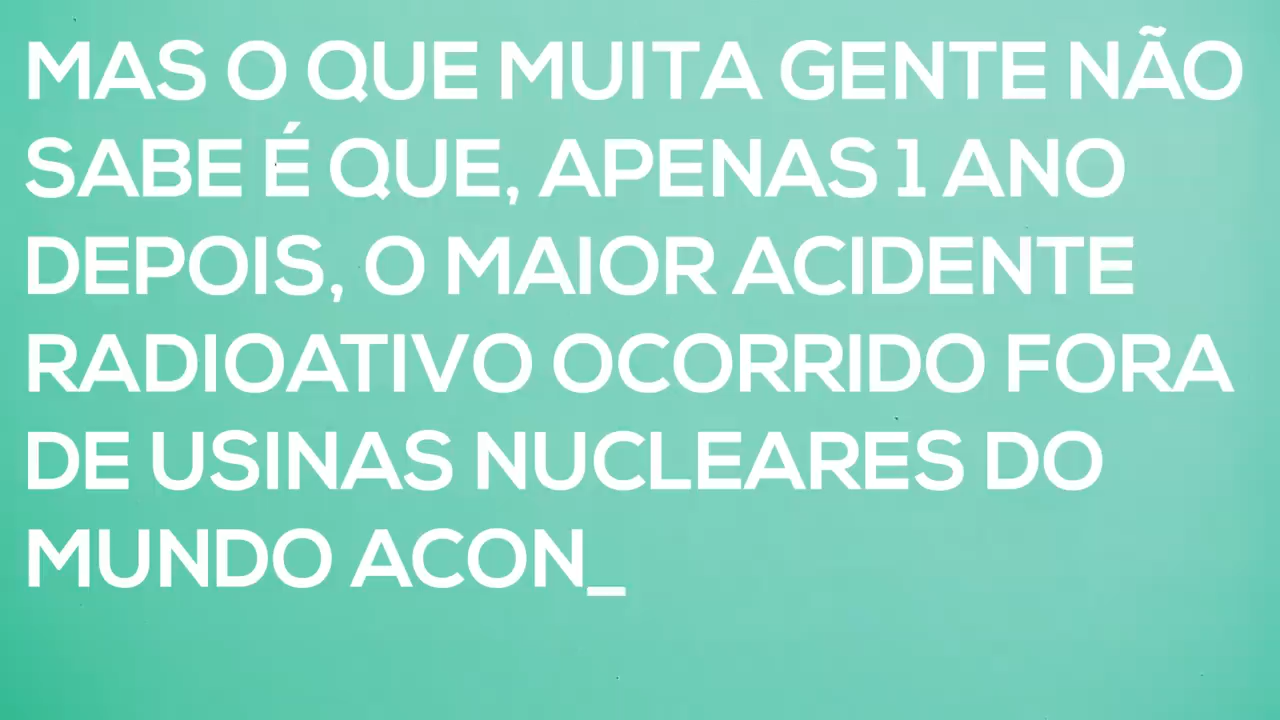 MAS O QUE MUITA GENTE NÃO
SABE É QUE, APENAS 1 ANO
DEPOIS, O MAIOR ACIDENTE
RADIOATIVO OCORRIDO FORA
DE USINAS NUCLEARES DO
MUNDO ACON_